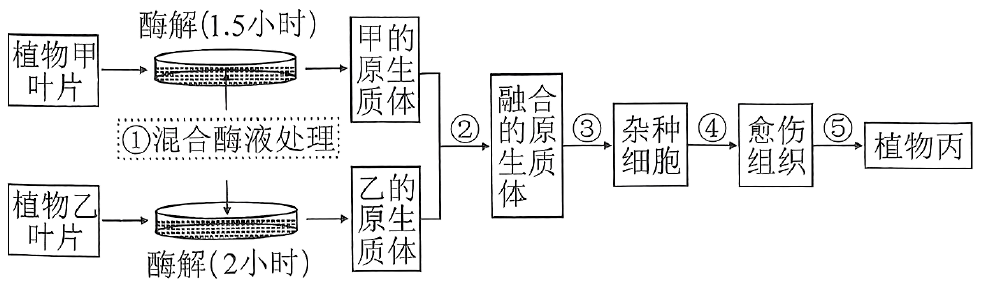 酶解(1.5小时)
植物甲
叶片
甲的
原生
质体
①混合酶液处理
植物乙
叶片
酶解(2小时)
乙的
原生
质体
②
融合
的原
生质
体
③
杂种
细胞
④
愈伤
组织
⑤
植物丙